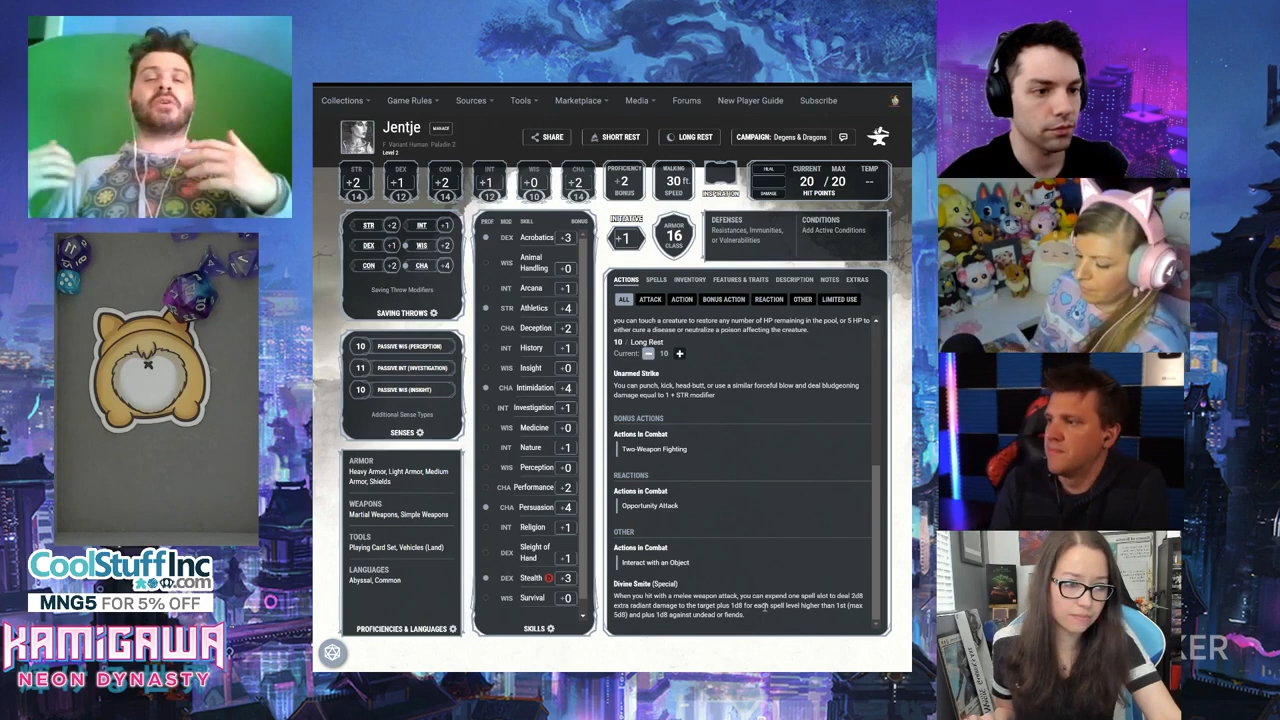 Collections
Game Rules
Sources
Tools
Marketplace
Media
Forums
New Player Guide
Subscribe
Jentje
MANAGE
F Variant Human Paladin 2
Level 2
SHARE
SHORT REST
LONG REST
CAMPAIGN: Degens & Dragons
STR
+2
14
DEX
+1
12
CON
+2
14
INT
+1
12
WIS
+0
10
CHA
+2
14
PROFICIENCY
+2
BONUS
WALKING
30 ft.
SPEED
INSPIRATION
HEAL
DAMAGE
CURRENT MAX TEMP
20 / 20 --
HIT POINTS
STR +2 INT +1
DEX +1 WIS +2
CON +2 CHA +4
Saving Throw Modifiers
SAVING THROWS
10 PASSIVE WIS (PERCEPTION)
11 PASSIVE INT (INVESTIGATION)
10 PASSIVE WIS (INSIGHT)
Additional Sense Types
SENSES
ARMOR
Heavy Armor, Light Armor, Medium
Armor, Shields
WEAPONS
Martial Weapons, Simple Weapons
TOOLS
Playing Card Set, Vehicles (Land)
LANGUAGES
Abyssal, Common
PROFICIENCIES & LANGUAGES
PROF MOD SKILL BONUS
DEX Acrobatics +3
WIS Animal
Handling +0
INT Arcana +1
STR Athletics +4
CHA Deception +2
INT History +1
WIS Insight +0
CHA Intimidation +4
INT Investigation +1
WIS Medicine +0
INT Nature +1
WIS Perception +0
CHA Performance +2
CHA Persuasion +4
INT Religion +1
DEX Sleight of
Hand +1
DEX Stealth D +3
WIS Survival +0
SKILLS
INITIATIVE
+1
ARMOR
16
CLASS
DEFENSES
Resistances, Immunities,
or Vulnerabilities
CONDITIONS
Add Active Conditions
ACTIONS SPELLS INVENTORY FEATURES & TRAITS DESCRIPTION NOTES EXTRAS
ALL ATTACK ACTION BONUS ACTION REACTION OTHER LIMITED USE
you can touch a creature to restore any number of HP remaining in the pool, or 5 HP to
either cure a disease or neutralize a poison affecting the creature.
10 / Long Rest
Current: − 10 +
Unarmed Strike
You can punch, kick, head-butt, or use a similar forceful blow and deal bludgeoning
damage equal to 1 + STR modifier
BONUS ACTIONS
Actions in Combat
Two-Weapon Fighting
REACTIONS
Actions in Combat
Opportunity Attack
OTHER
Actions in Combat
Interact with an Object
Divine Smite (Special)
When you hit with a melee weapon attack, you can expend one spell slot to deal 2d8
extra radiant damage to the target plus 1d8 for each spell level higher than 1st (max
5d8) and plus 1d8 against undead or fiends.
CoolStuffInc
.com
MNG5 FOR 5% OFF
KAMIGAWA
NEON DYNASTY